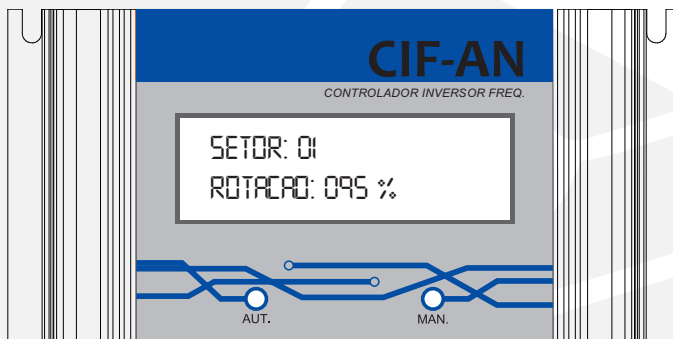 CIF-AN
CONTROLADOR INVERSOR FREQ.
SETOR: 01
ROTACAO: 095 %
AUT.
MAN.